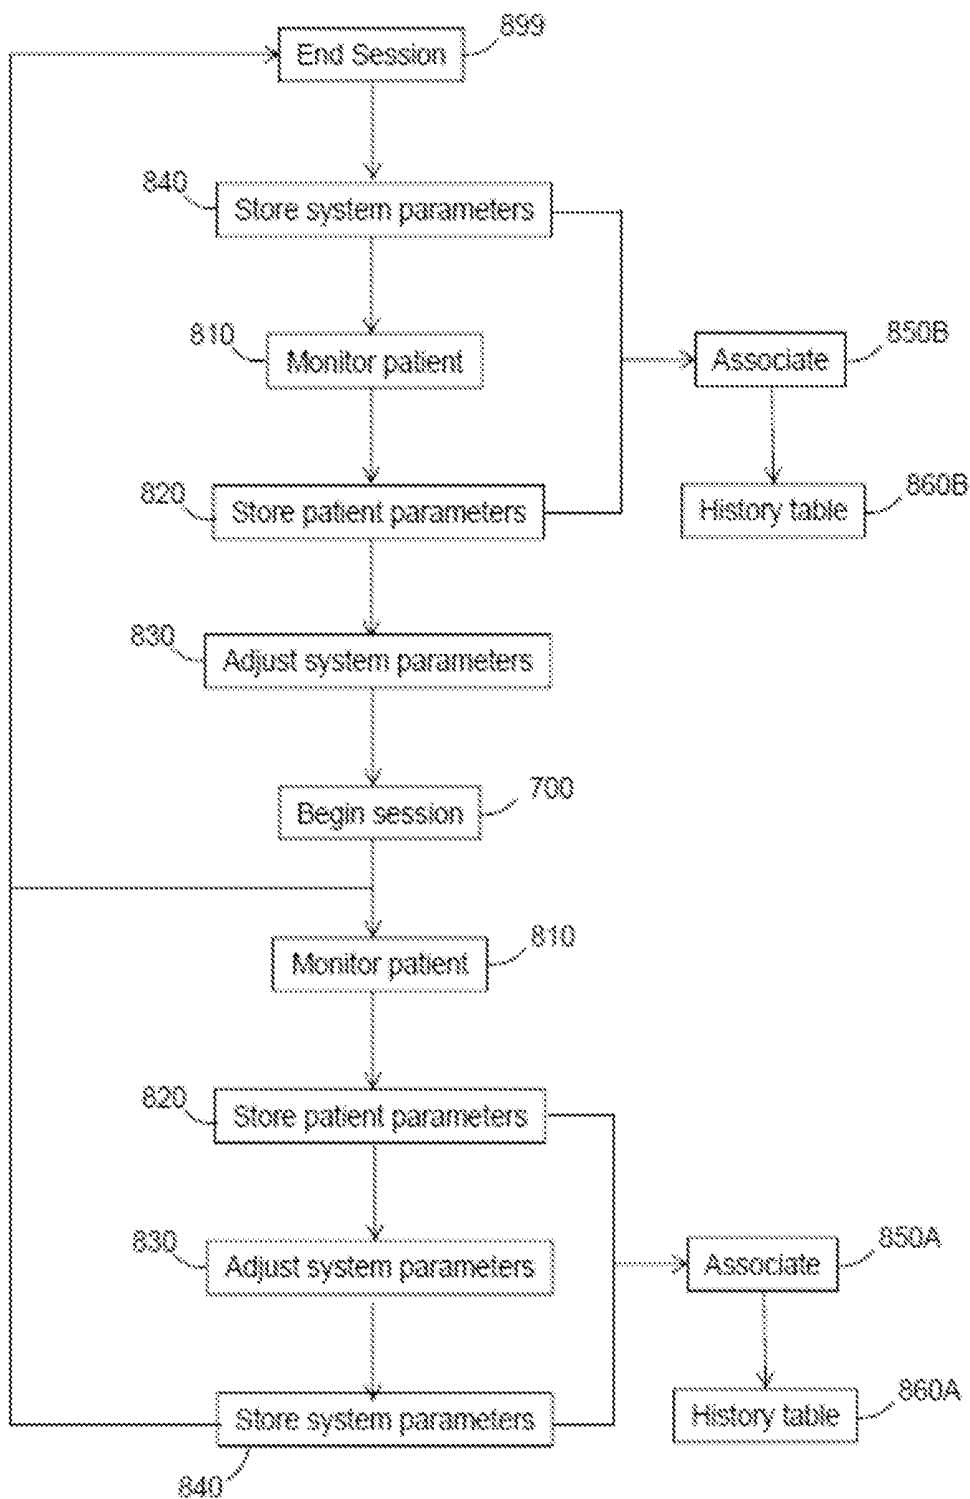 899
End Session
840
Store system parameters
810
Monitor patient
850B
Associate
820
Store patient parameters
860B
History table
830
Adjust system parameters
700
Begin session
810
Monitor patient
820
Store patient parameters
830
Adjust system parameters
850A
Associate
860A
History table
Store system parameters
840